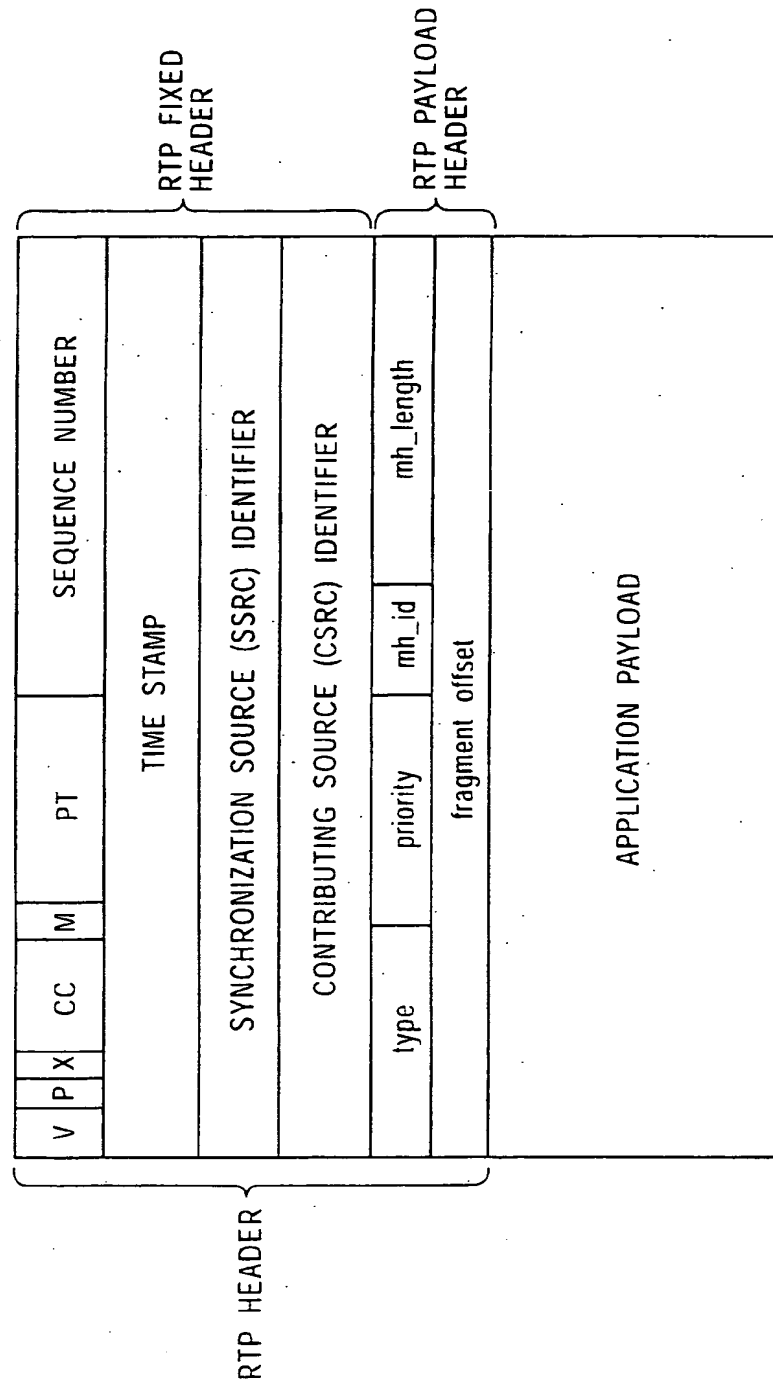 RTP HEADER
V P X CC M PT SEQUENCE NUMBER
TIME STAMP
SYNCHRONIZATION SOURCE (SSRC) IDENTIFIER
CONTRIBUTING SOURCE (CSRC) IDENTIFIER
RTP FIXED
HEADER
type priority mh_id mh_length
fragment offset
RTP PAYLOAD
HEADER
APPLICATION PAYLOAD